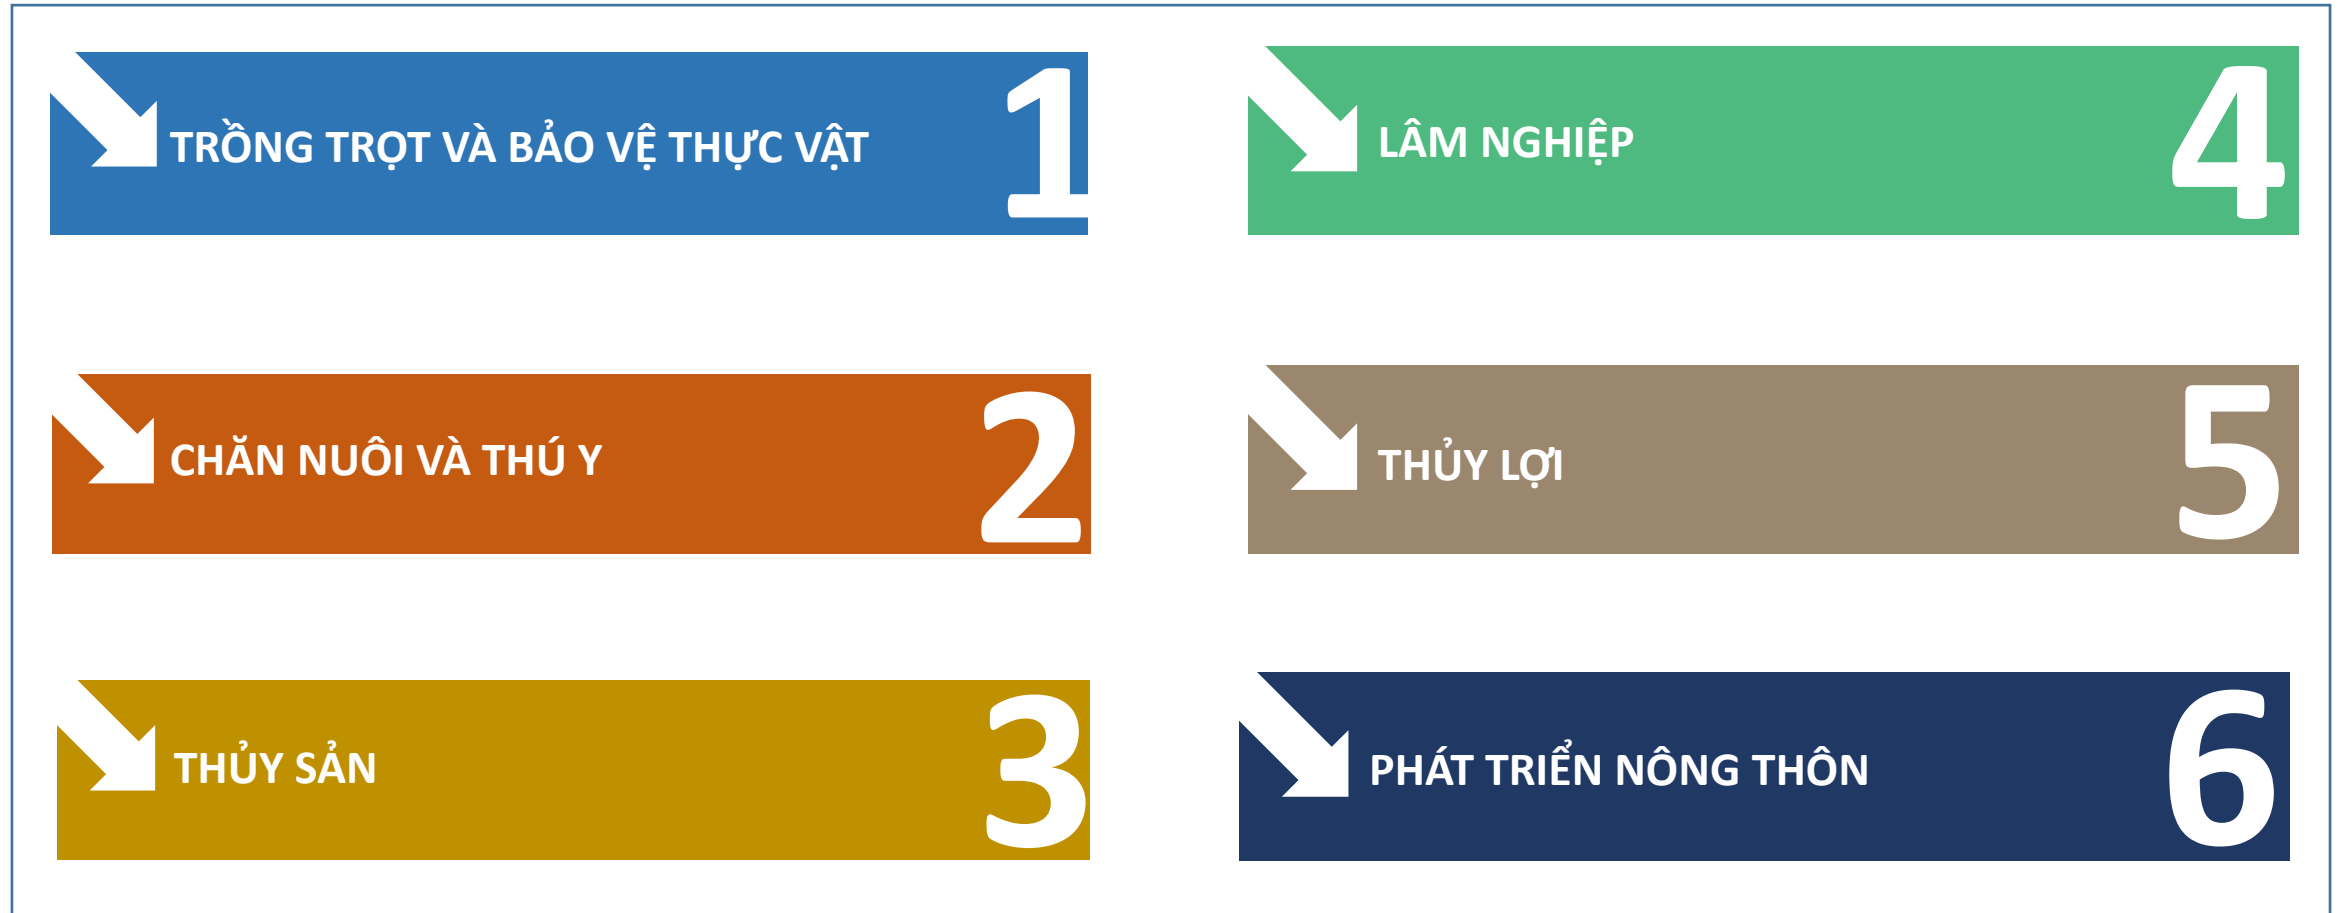 TRỒNG TRỌT VÀ BẢO VỆ THỰC VẬT
1
CHĂN NUÔI VÀ THÚ Y
2
THỦY SẢN
3
LÂM NGHIỆP
4
THỦY LỢI
5
PHÁT TRIỂN NÔNG THÔN
6